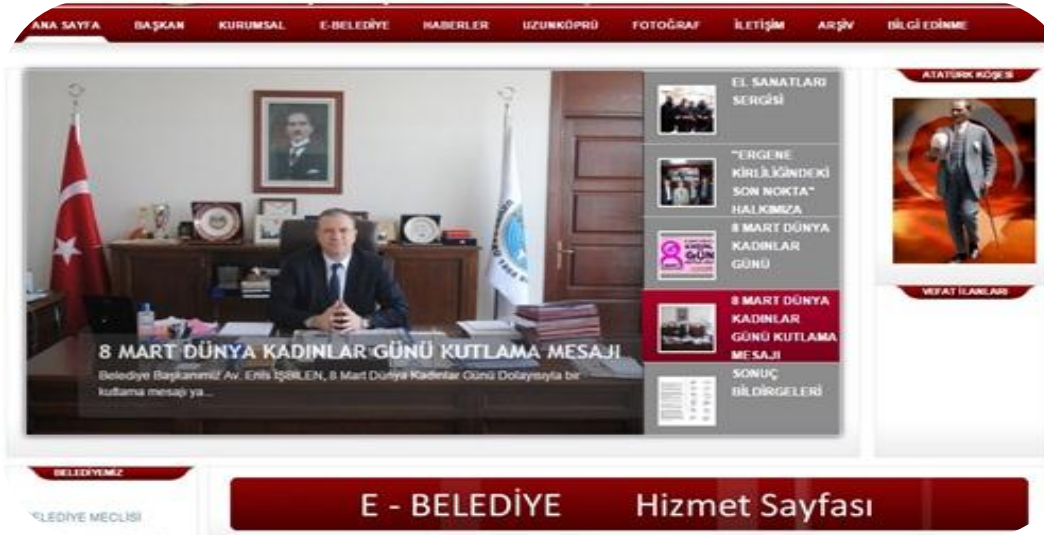 ANA SAYFA BAŞKAN KURUMSAL E-BELEDİYE HABERLER UZUNKÖPRÜ FOTOĞRAF İLETİŞİM ARŞİV BİLGİ EDİNME
EL SANATLARI
SERGİSİ
"ERGENE
KİRLİLİĞİNDEKİ
SON NOKTA"
HALKIMIZA
8 MART DÜNYA
KADINLAR
GÜNÜ
8 MART DÜNYA
KADINLAR
GÜNÜ KUTLAMA
MESAJI
SONUÇ
BİLDİRGELERİ
8 MART DÜNYA KADINLAR GÜNÜ KUTLAMA MESAJI
Belediye Başkanımız Av. Enis İŞBİLEN, 8 Mart Dünya Kadınlar Günü Dolayısıyla bir
kutlama mesajı ya...
ATATÜRK KÖŞESİ
VEFAT İLANLARI
BELEDİYEMİZ
BELEDİYE MECLİSİ
E - BELEDİYE Hizmet Sayfası